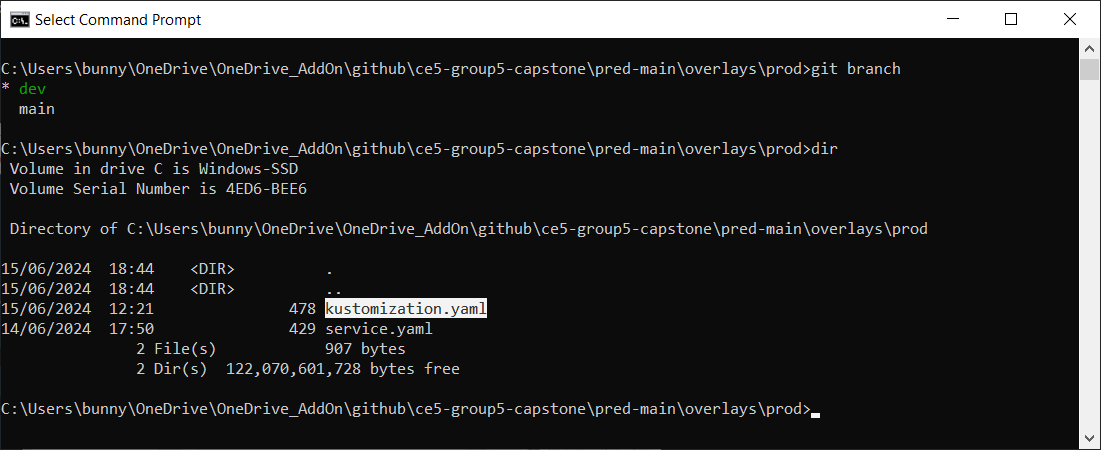 Select Command Prompt
C:\Users\bunny\OneDrive\OneDrive_AddOn\github\ce5-group5-capstone\pred-main\overlays\prod>git branch
* dev
  main
C:\Users\bunny\OneDrive\OneDrive_AddOn\github\ce5-group5-capstone\pred-main\overlays\prod>dir
 Volume in drive C is Windows-SSD
 Volume Serial Number is 4ED6-BEE6
 Directory of C:\Users\bunny\OneDrive\OneDrive_AddOn\github\ce5-group5-capstone\pred-main\overlays\prod
15/06/2024  18:44    <DIR>          .
15/06/2024  18:44    <DIR>          ..
15/06/2024  12:21               478 kustomization.yaml
14/06/2024  17:50               429 service.yaml
               2 File(s)            907 bytes
               2 Dir(s)  122,070,601,728 bytes free
C:\Users\bunny\OneDrive\OneDrive_AddOn\github\ce5-group5-capstone\pred-main\overlays\prod>